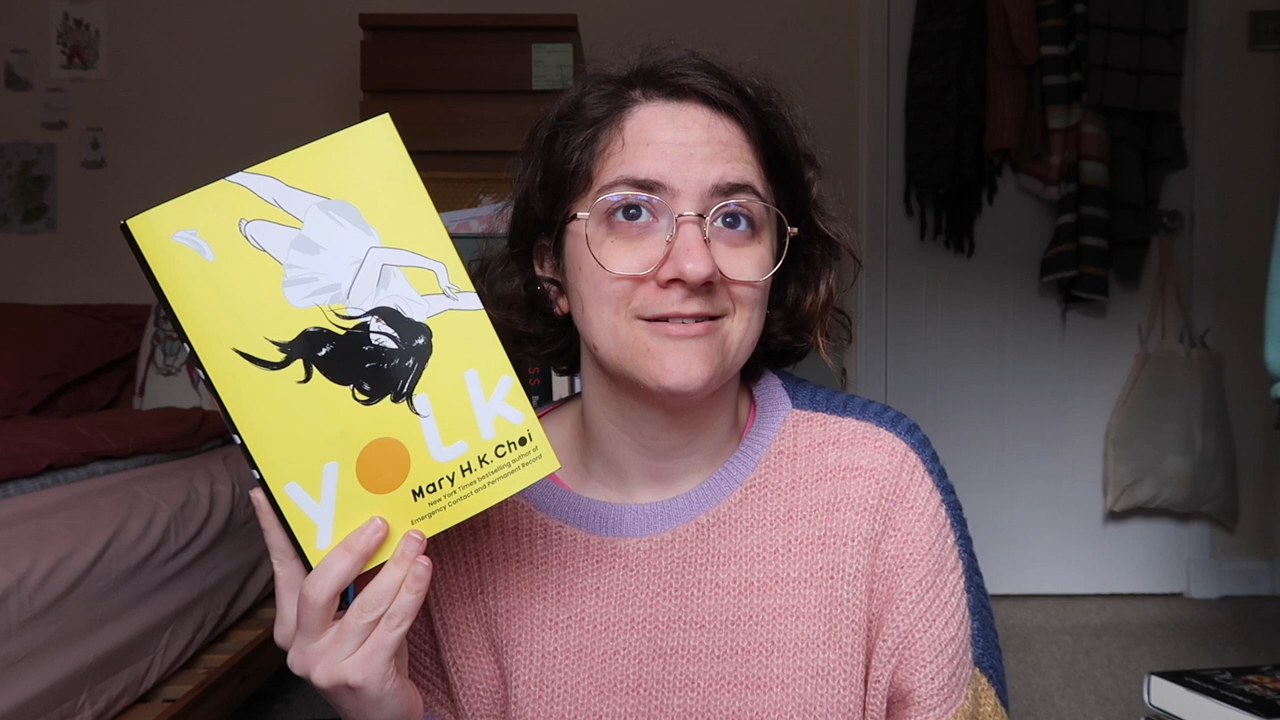 YOLK
Mary H.K. Choi
New York Times bestselling author of
Emergency Contact and Permanent Record